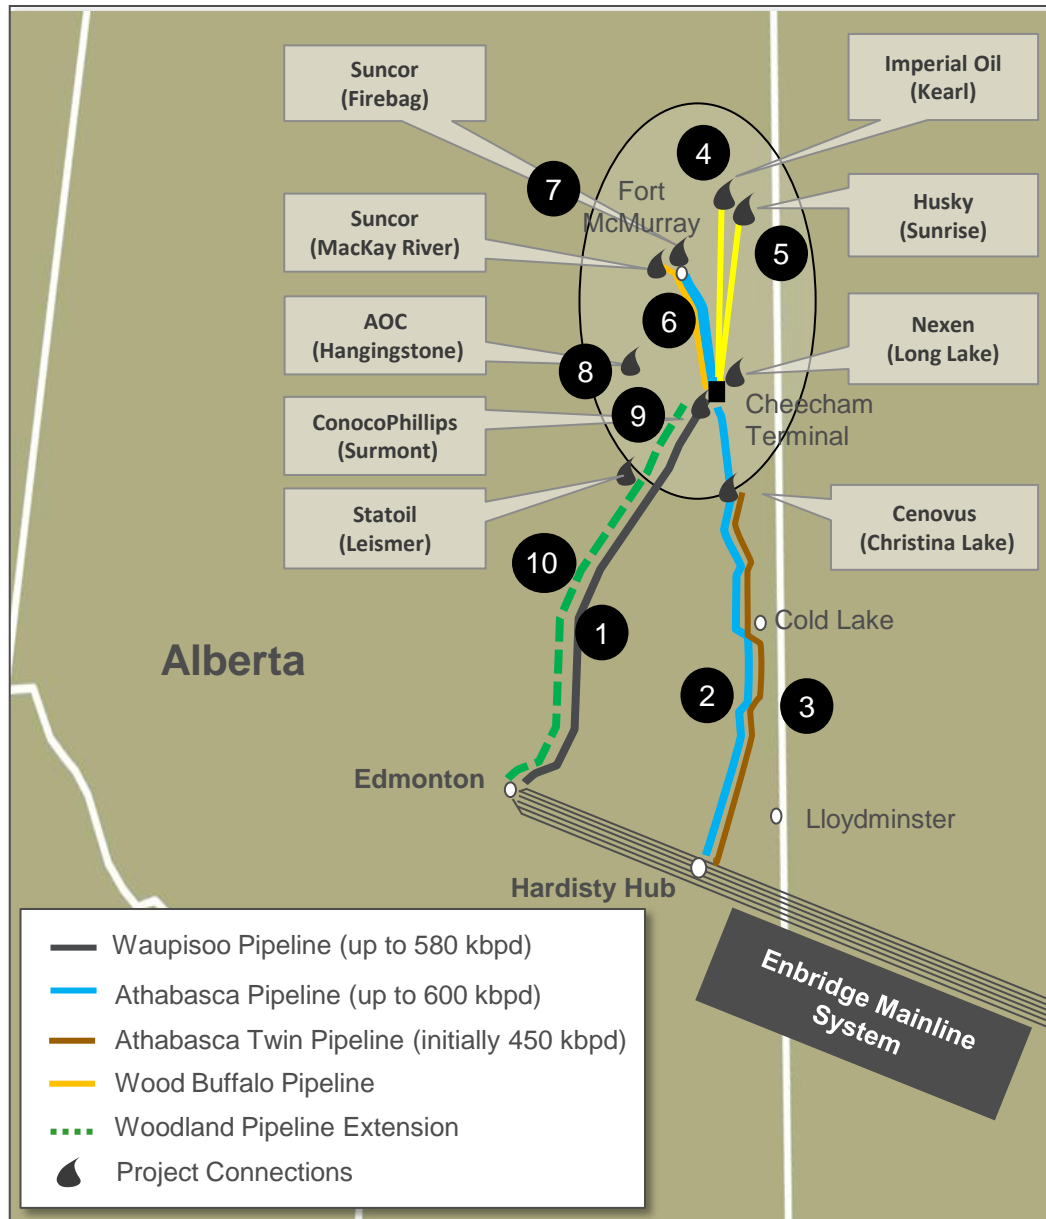 Suncor
(Firebag)
Imperial Oil
(Kearl)
4
7
Fort
McMurray
Suncor
(MacKay River)
Husky
(Sunrise)
5
6
AOC
(Hangingstone)
Nexen
(Long Lake)
8
ConocoPhillips
(Surmont)
9
Cheecham
Terminal
Statoil
(Leismer)
Cenovus
(Christina Lake)
10
1
Cold Lake
Alberta
2
3
Edmonton
Lloydminster
Hardisty Hub
Enbridge Mainline
System
Waupisoo Pipeline (up to 580 kbpd)
Athabasca Pipeline (up to 600 kbpd)
Athabasca Twin Pipeline (initially 450 kbpd)
Wood Buffalo Pipeline
Woodland Pipeline Extension
Project Connections